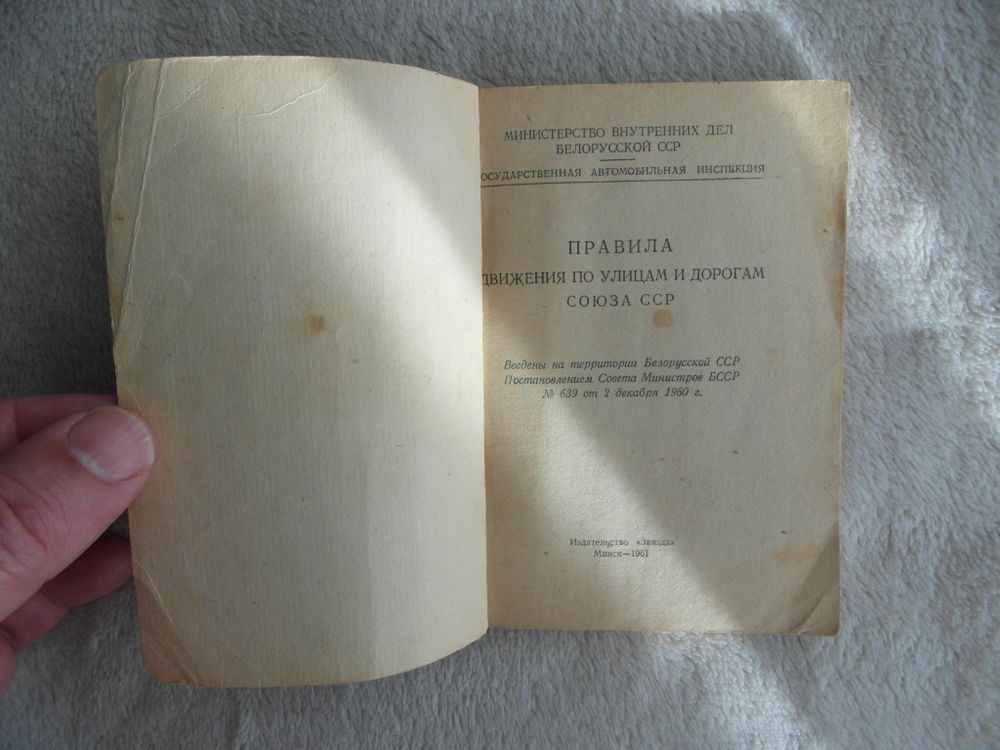 МИНИСТЕРСТВО ВНУТРЕННИХ ДЕЛ
БЕЛОРУССКОЙ ССР
ОСУДАРСТВЕННАЯ АВТОМОБИЛЬНАЯ ИНСПЕКЦИЯ
ПРАВИЛА
ДВИЖЕНИЯ ПО УЛИЦАМ И ДОРОГАМ
СОЮЗА ССР
Введены на территории Белорусской ССР
Постановлением Совета Министров БССР
№ 639 от 2 декабря 1960 г.
Издательство «Звязда»
Минск—1961